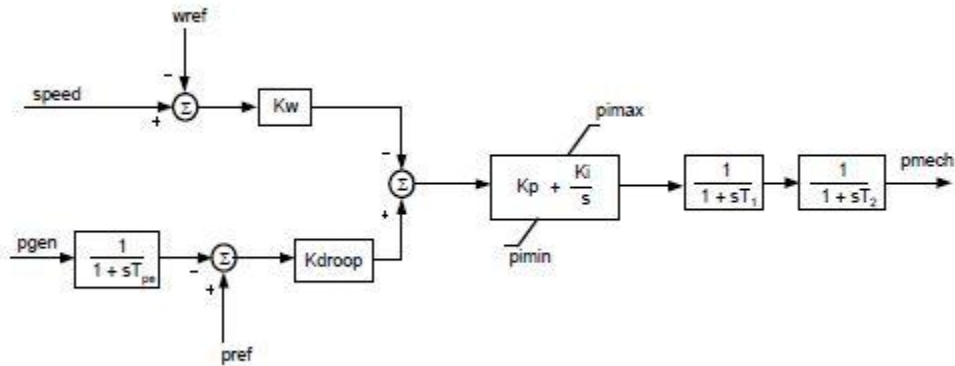 wref
-
speed
+
Σ
Kw
pimax
-
Σ
+
Kp + Ki/s
1/(1 + sT1)
1/(1 + sT2)
pmech
pimin
pgen
1/(1 + sTpe)
-
Σ
+
Kdroop
pref